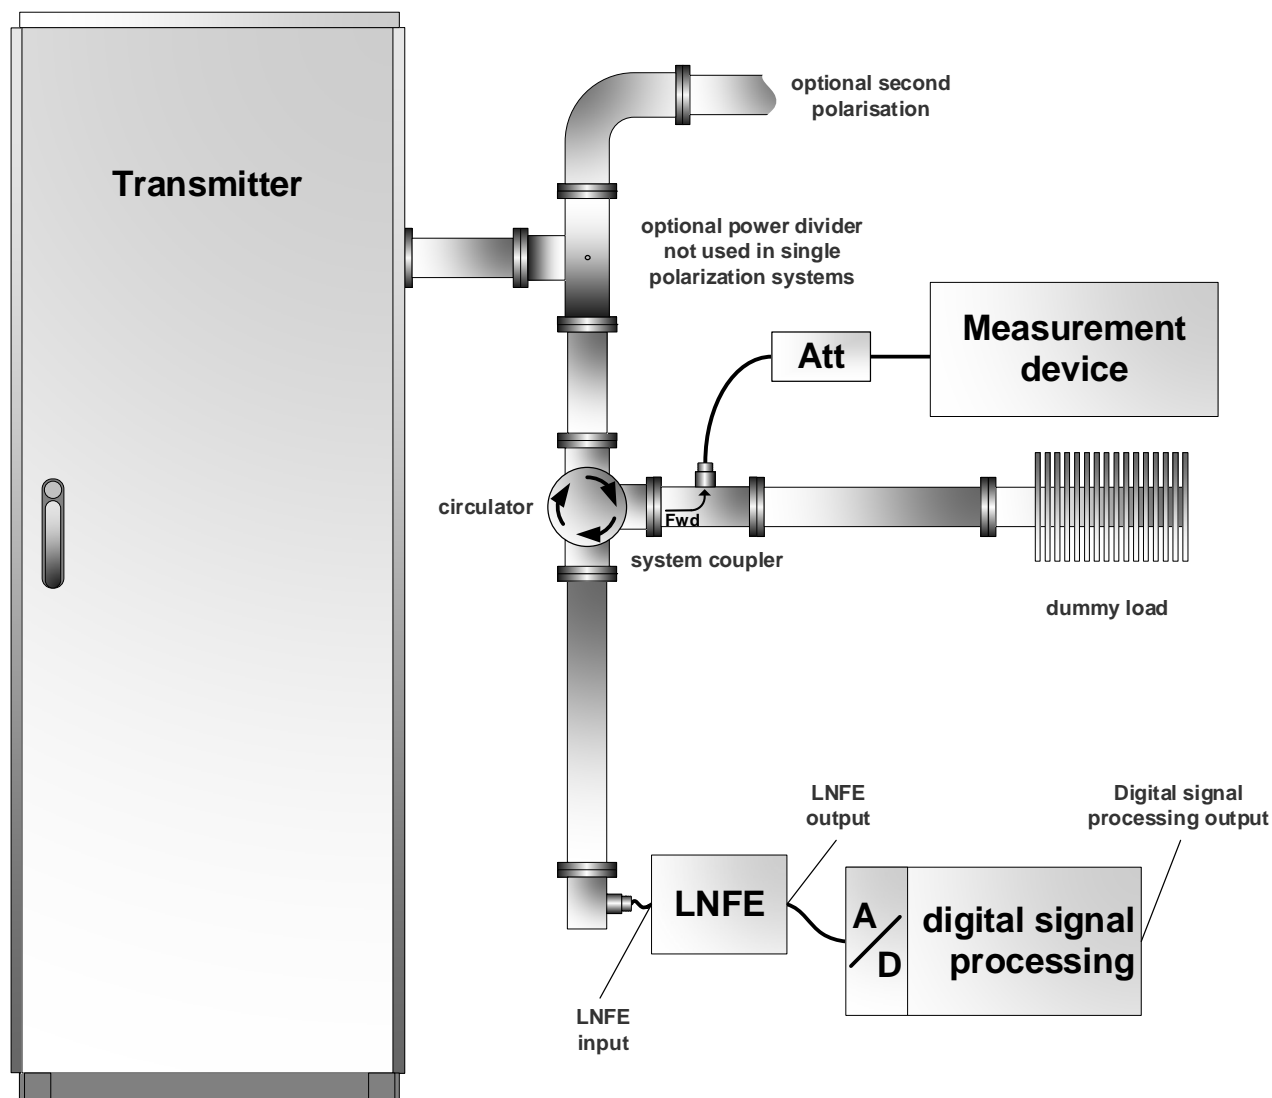 optional second
polarisation
Transmitter
optional power divider
not used in single
polarization systems
Measurement
device
Att
circulator
Fwd
system coupler
dummy load
LNFE
output
Digital signal
processing output
LNFE
A
D
digital signal
processing
LNFE
input